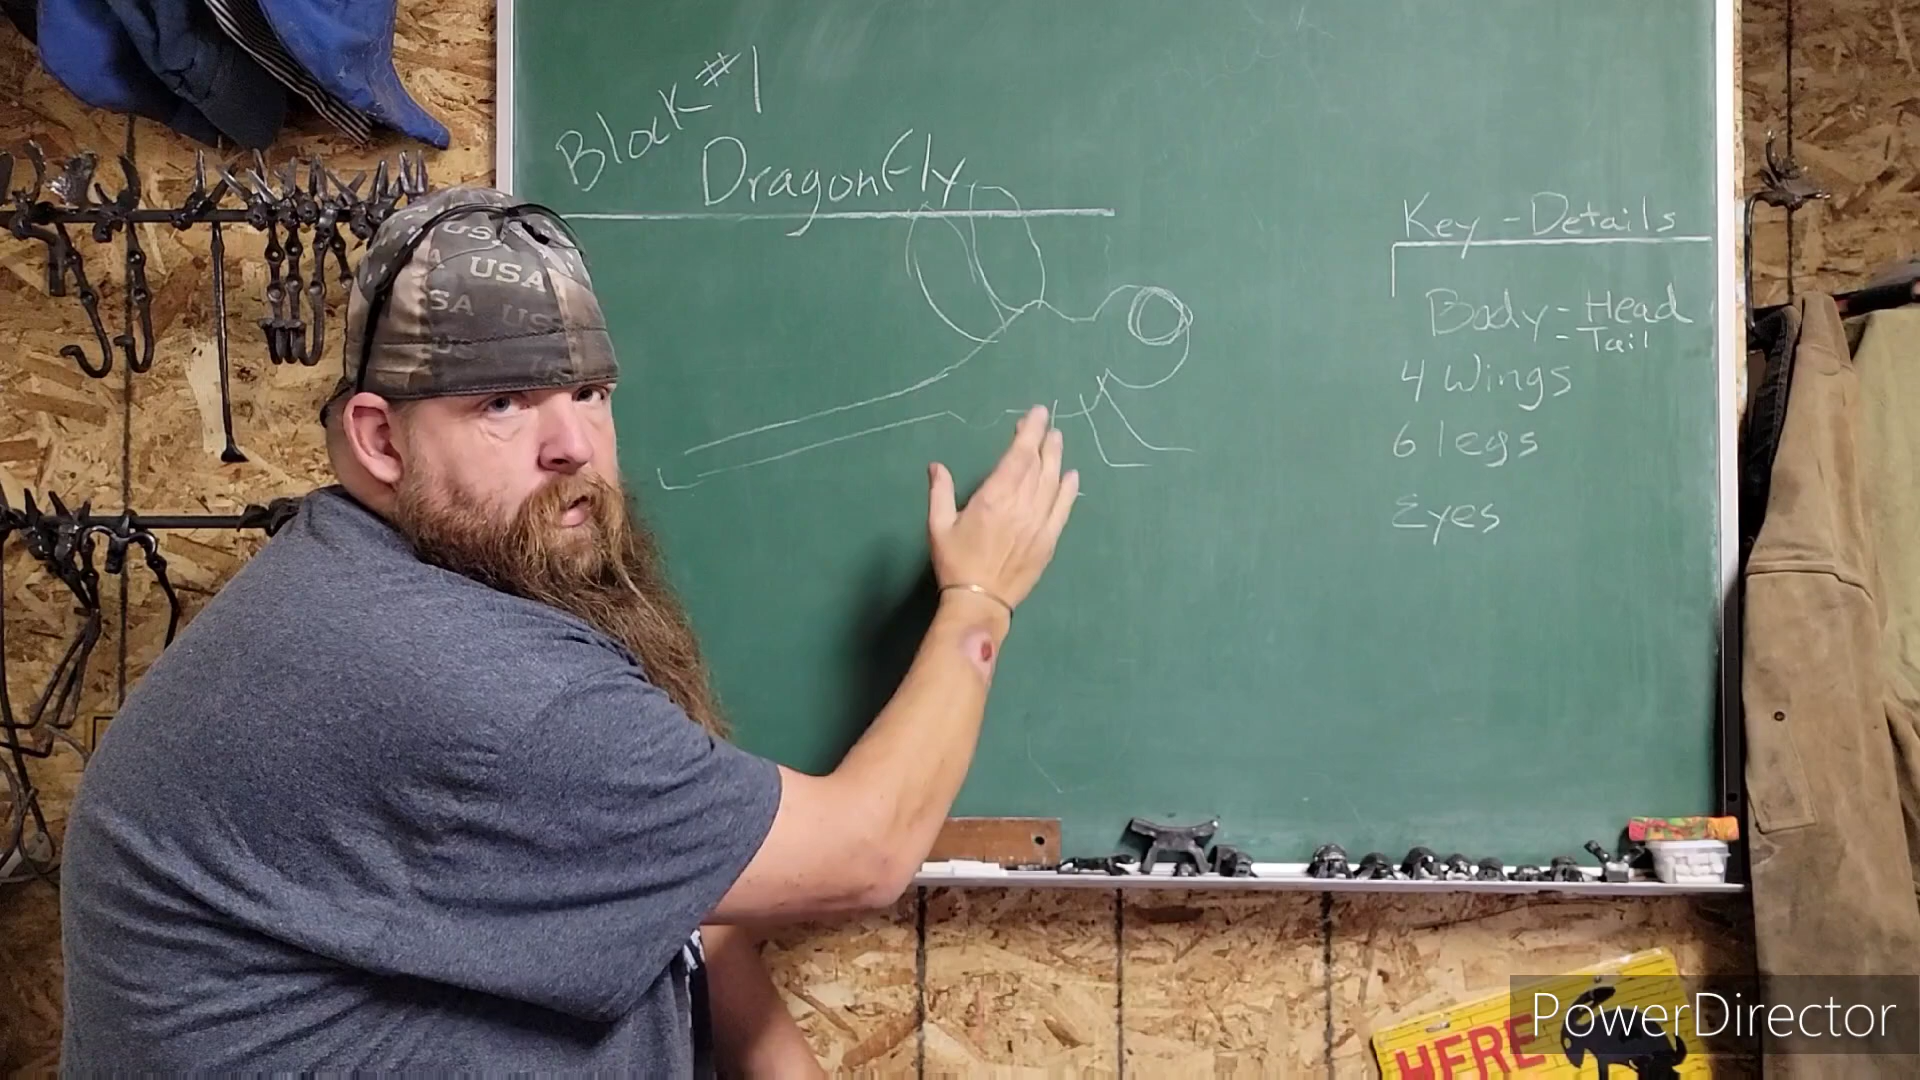 Block #1
Dragonfly
Key - Details
Body - Head
- Tail
4 Wings
6 legs
Eyes
USA
USA
HERE
PowerDirector